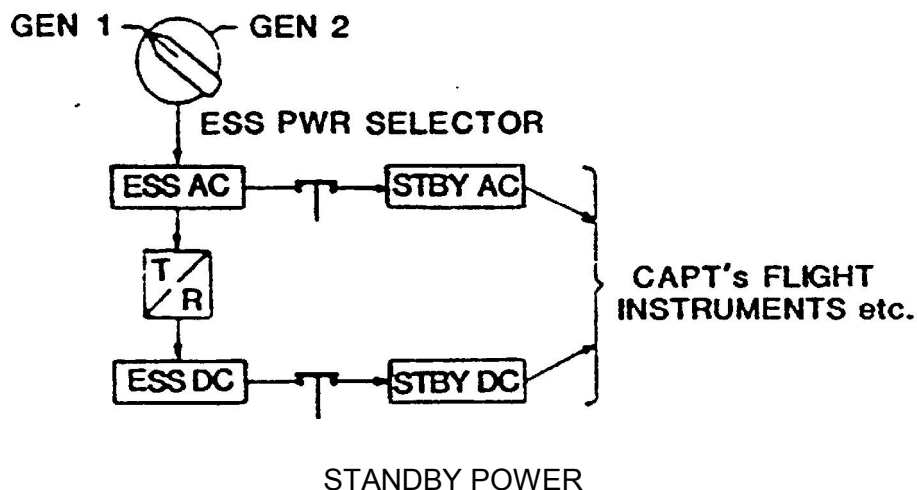 GEN 1
GEN 2
ESS PWR SELECTOR
ESS AC
STBY AC
T
R
CAPT's FLIGHT
INSTRUMENTS etc.
ESS DC
STBY DC
STANDBY POWER